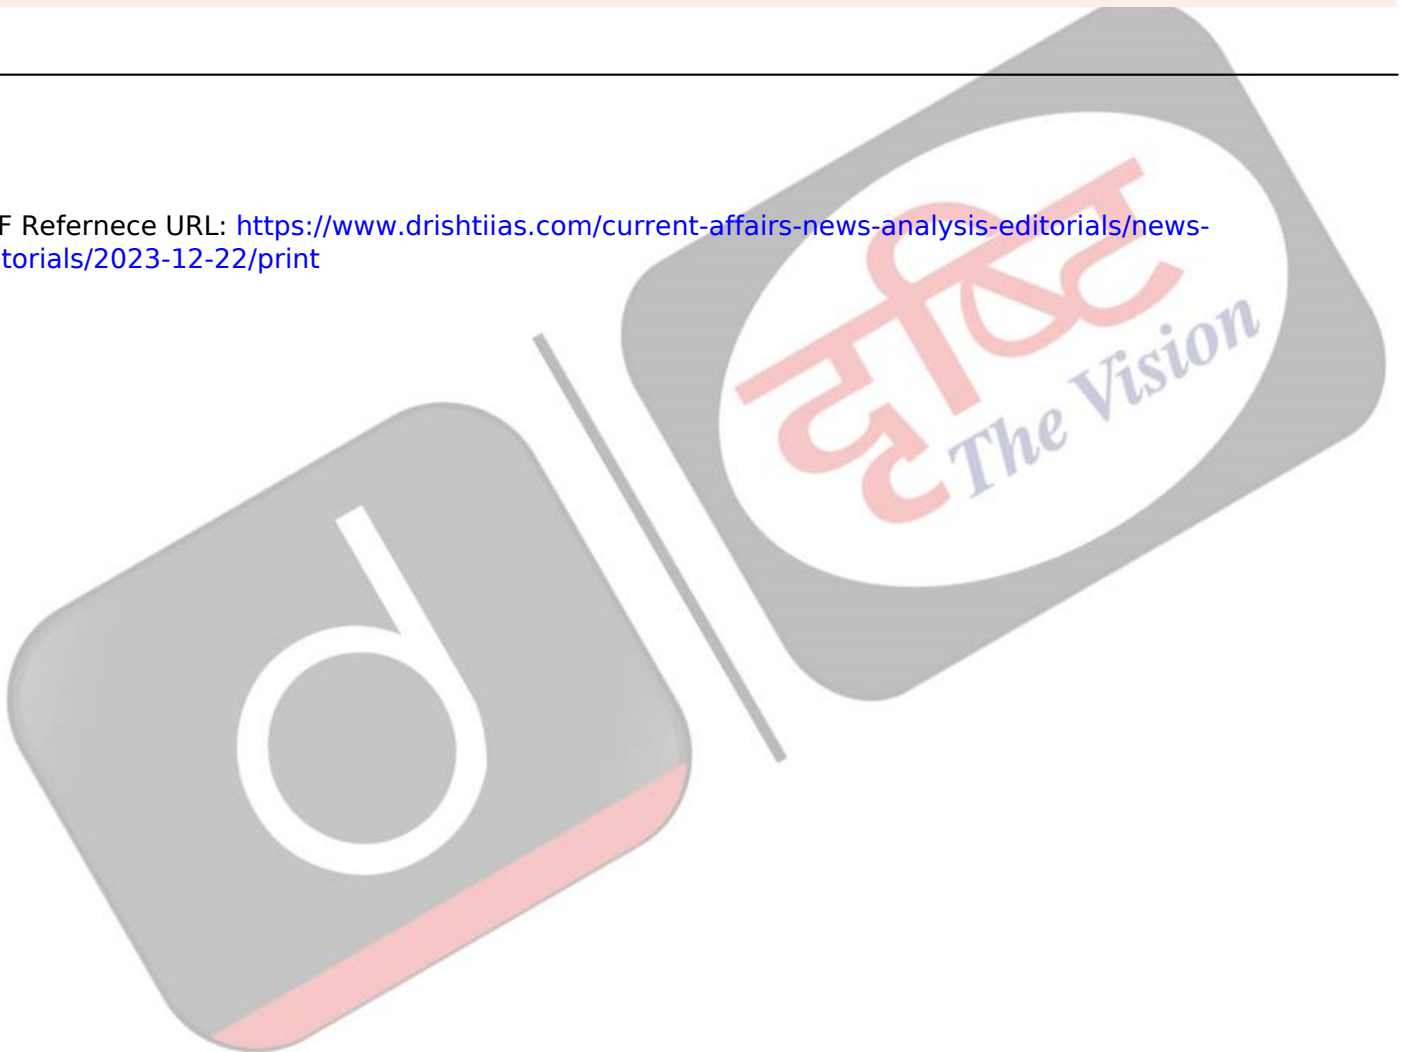 F Refernece URL: https://www.drishtiias.com/current-affairs-news-analysis-editorials/news-
torials/2023-12-22/print
दृष्टि
The Vision
d